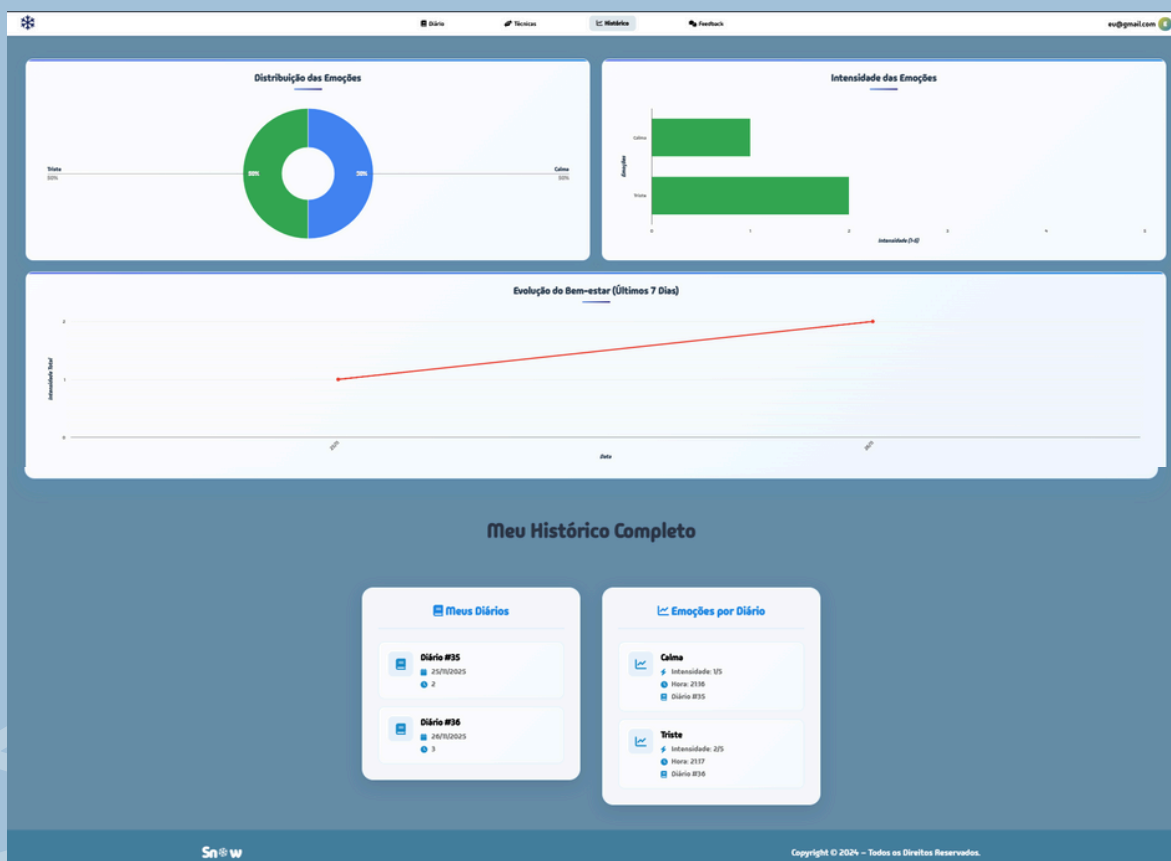 Diário
Técnicas
Histórico
Feedback
eu@gmail.com
Distribuição das Emoções
Triste
50%
50%
50%
Calma
50%
Intensidade das Emoções
Emoções
Calma
Triste
0 1 2 3 4 5
Intensidade (1-5)
Evolução do Bem-estar (Últimos 7 Dias)
Intensidade Total
2
1
0
Data
Meu Histórico Completo
Meus Diários
Diário #35
25/11/2025
2
Diário #36
26/11/2025
3
Emoções por Diário
Calma
Intensidade: 1/5
Hora: 21:16
Diário #35
Triste
Intensidade: 2/5
Hora: 21:17
Diário #36
Snow
Copyright © 2024 – Todos os Direitos Reservados.